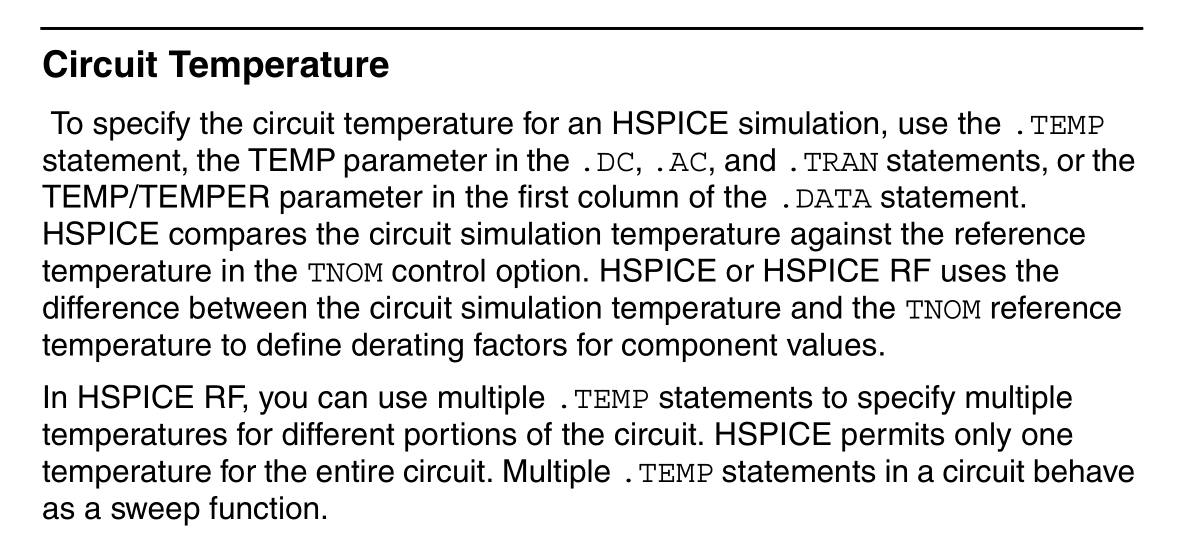 Circuit Temperature
To specify the circuit temperature for an HSPICE simulation, use the .TEMP
statement, the TEMP parameter in the .DC, .AC, and .TRAN statements, or the
TEMP/TEMPER parameter in the first column of the .DATA statement.
HSPICE compares the circuit simulation temperature against the reference
temperature in the TNOM control option. HSPICE or HSPICE RF uses the
difference between the circuit simulation temperature and the TNOM reference
temperature to define derating factors for component values.
In HSPICE RF, you can use multiple .TEMP statements to specify multiple
temperatures for different portions of the circuit. HSPICE permits only one
temperature for the entire circuit. Multiple .TEMP statements in a circuit behave
as a sweep function.